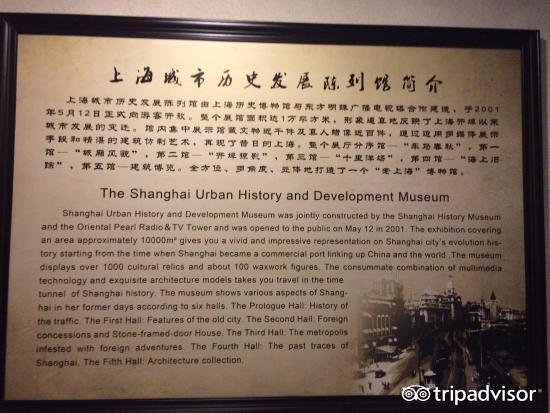 上海城市历史发展陈列馆简介
上海城市历史发展陈列馆由上海历史博物馆与东方明珠广播电视塔合作建造，于2001
年5月12日正式向游客开放。整个展馆面积达1万平方米，形象逼真地反映了上海开埠以来
城市发展的变迁。馆内集中展示馆藏文物近千件及真人蜡像近百件，通过运用多媒体展示
手段和精湛的建筑仿制艺术，再现了昔日的上海。整个展厅分序馆—“车马春秋”，第一
馆—“城厢风貌”，第二馆—“开埠掠影”，第三馆—“十里洋场”，第四馆—“海上旧
踪”，第五馆—建筑博览。全方位、多角度、立体地打造了一个“老上海”博物馆。
The Shanghai Urban History and Development Museum
Shanghai Urban History and Development Museum was jointly constructed by the Shanghai History Museum
and the Oriental Pearl Radio＆TV Tower and was opened to the public on May 12 in 2001. The exhibition covering
an area approximately 10000m² gives you a vivid and impressive representation on Shanghai city's evolution his-
tory starting from the time when Shanghai became a commercial port linking up China and the world .The museum
displays over 1000 cultural relics and about 100 waxwork figures. The consummate combination of multimedia
technology and exquisite architecture models takes you travel in the time
tunnel of Shanghai history. The museum shows various aspects of Shang-
hai in her former days according to six halls. The Prologue Hall: History of
the traffic. The First Hall: Features of the old city. The Second Hall: Foreign
concessions and Stone-framed-door House. The Third Hall: The metropolis
infested with foreign adventures. The Fourth Hall: The past traces of
Shanghai. The Fifth Hall: Architecture collection.
tripadvisor